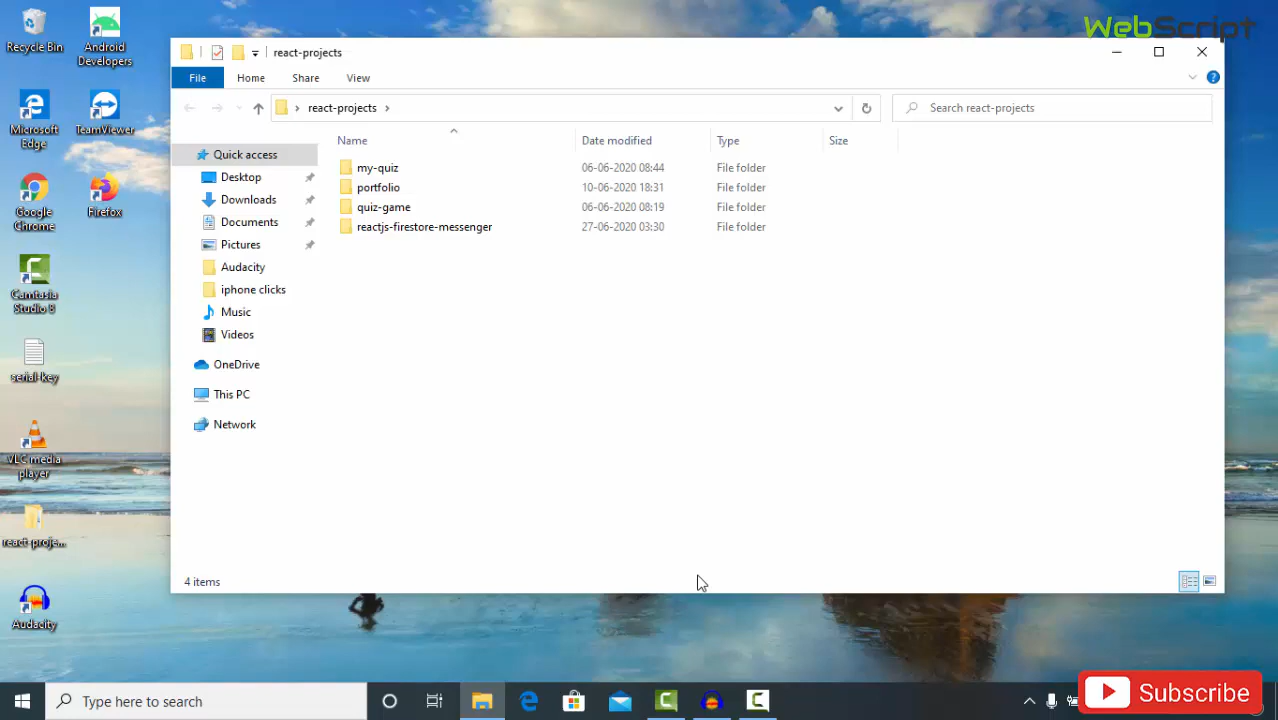 WebScript
Recycle Bin
Android
Developers
Microsoft
Edge
TeamViewer
Google
Chrome
Firefox
Camtasia
Studio 8
serial-key
VLC media
player
react-proje...
Audacity
react-projects
File
Home
Share
View
react-projects
Search react-projects
Name
Date modified
Type
Size
my-quiz 06-06-2020 08:44 File folder
portfolio 10-06-2020 18:31 File folder
quiz-game 06-06-2020 08:19 File folder
reactjs-firestore-messenger 27-06-2020 03:30 File folder
Quick access
Desktop
Downloads
Documents
Pictures
Audacity
iphone clicks
Music
Videos
OneDrive
This PC
Network
4 items
Type here to search
Subscribe